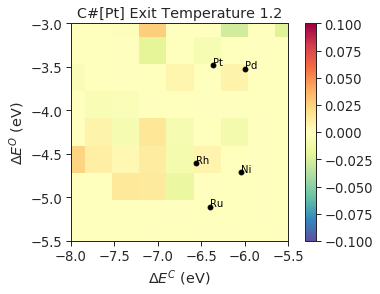 C#[Pt] Exit Temperature 1.2
−3.0
−3.5
−4.0
−4.5
−5.0
−5.5
ΔE^O (eV)
Pt
Pd
Rh
Ni
Ru
−8.0 −7.5 −7.0 −6.5 −6.0 −5.5
ΔE^C (eV)
0.100
0.075
0.050
0.025
0.000
−0.025
−0.050
−0.075
−0.100